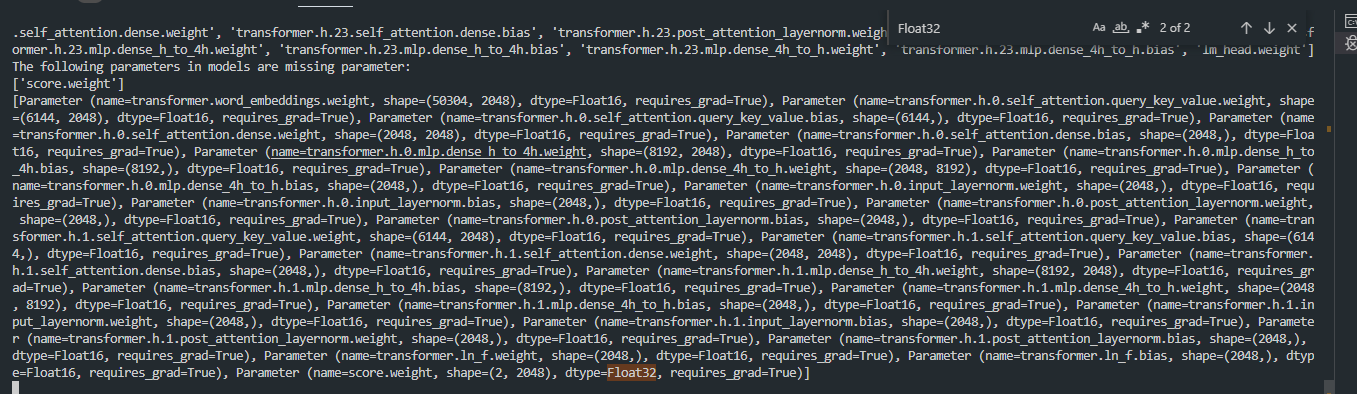 Float32
Aa
ab
.*
2 of 2
.self_attention.dense.weight', 'transformer.h.23.self_attention.dense.bias', 'transformer.h.23.post_attention_layernorm.weigh
ormer.h.23.mlp.dense_h_to_4h.weight', 'transformer.h.23.mlp.dense_h_to_4h.bias', 'transformer.h.23.mlp.dense_4h_to_h.weight', 'transformer.h.23.mlp.dense_4h_to_h.bias', 'lm_head.weight']
The following parameters in models are missing parameter:
['score.weight']
[Parameter (name=transformer.word_embeddings.weight, shape=(50304, 2048), dtype=Float16, requires_grad=True), Parameter (name=transformer.h.0.self_attention.query_key_value.weight, shape
=(6144, 2048), dtype=Float16, requires_grad=True), Parameter (name=transformer.h.0.self_attention.query_key_value.bias, shape=(6144,), dtype=Float16, requires_grad=True), Parameter (name
=transformer.h.0.self_attention.dense.weight, shape=(2048, 2048), dtype=Float16, requires_grad=True), Parameter (name=transformer.h.0.self_attention.dense.bias, shape=(2048,), dtype=Floa
t16, requires_grad=True), Parameter (name=transformer.h.0.mlp.dense_h_to_4h.weight, shape=(8192, 2048), dtype=Float16, requires_grad=True), Parameter (name=transformer.h.0.mlp.dense_h_to
_4h.bias, shape=(8192,), dtype=Float16, requires_grad=True), Parameter (name=transformer.h.0.mlp.dense_4h_to_h.weight, shape=(2048, 8192), dtype=Float16, requires_grad=True), Parameter (
name=transformer.h.0.mlp.dense_4h_to_h.bias, shape=(2048,), dtype=Float16, requires_grad=True), Parameter (name=transformer.h.0.input_layernorm.weight, shape=(2048,), dtype=Float16, requ
ires_grad=True), Parameter (name=transformer.h.0.input_layernorm.bias, shape=(2048,), dtype=Float16, requires_grad=True), Parameter (name=transformer.h.0.post_attention_layernorm.weight,
shape=(2048,), dtype=Float16, requires_grad=True), Parameter (name=transformer.h.0.post_attention_layernorm.bias, shape=(2048,), dtype=Float16, requires_grad=True), Parameter (name=tran
sformer.h.1.self_attention.query_key_value.weight, shape=(6144, 2048), dtype=Float16, requires_grad=True), Parameter (name=transformer.h.1.self_attention.query_key_value.bias, shape=(614
4,), dtype=Float16, requires_grad=True), Parameter (name=transformer.h.1.self_attention.dense.weight, shape=(2048, 2048), dtype=Float16, requires_grad=True), Parameter (name=transformer.
h.1.self_attention.dense.bias, shape=(2048,), dtype=Float16, requires_grad=True), Parameter (name=transformer.h.1.mlp.dense_h_to_4h.weight, shape=(8192, 2048), dtype=Float16, requires_gr
ad=True), Parameter (name=transformer.h.1.mlp.dense_h_to_4h.bias, shape=(8192,), dtype=Float16, requires_grad=True), Parameter (name=transformer.h.1.mlp.dense_4h_to_h.weight, shape=(2048
, 8192), dtype=Float16, requires_grad=True), Parameter (name=transformer.h.1.mlp.dense_4h_to_h.bias, shape=(2048,), dtype=Float16, requires_grad=True), Parameter (name=transformer.h.1.in
put_layernorm.weight, shape=(2048,), dtype=Float16, requires_grad=True), Parameter (name=transformer.h.1.input_layernorm.bias, shape=(2048,), dtype=Float16, requires_grad=True), Paramete
r (name=transformer.h.1.post_attention_layernorm.weight, shape=(2048,), dtype=Float16, requires_grad=True), Parameter (name=transformer.h.1.post_attention_layernorm.bias, shape=(2048,),
dtype=Float16, requires_grad=True), Parameter (name=transformer.ln_f.weight, shape=(2048,), dtype=Float16, requires_grad=True), Parameter (name=transformer.ln_f.bias, shape=(2048,), dtyp
e=Float16, requires_grad=True), Parameter (name=score.weight, shape=(2, 2048), dtype=Float32, requires_grad=True)]